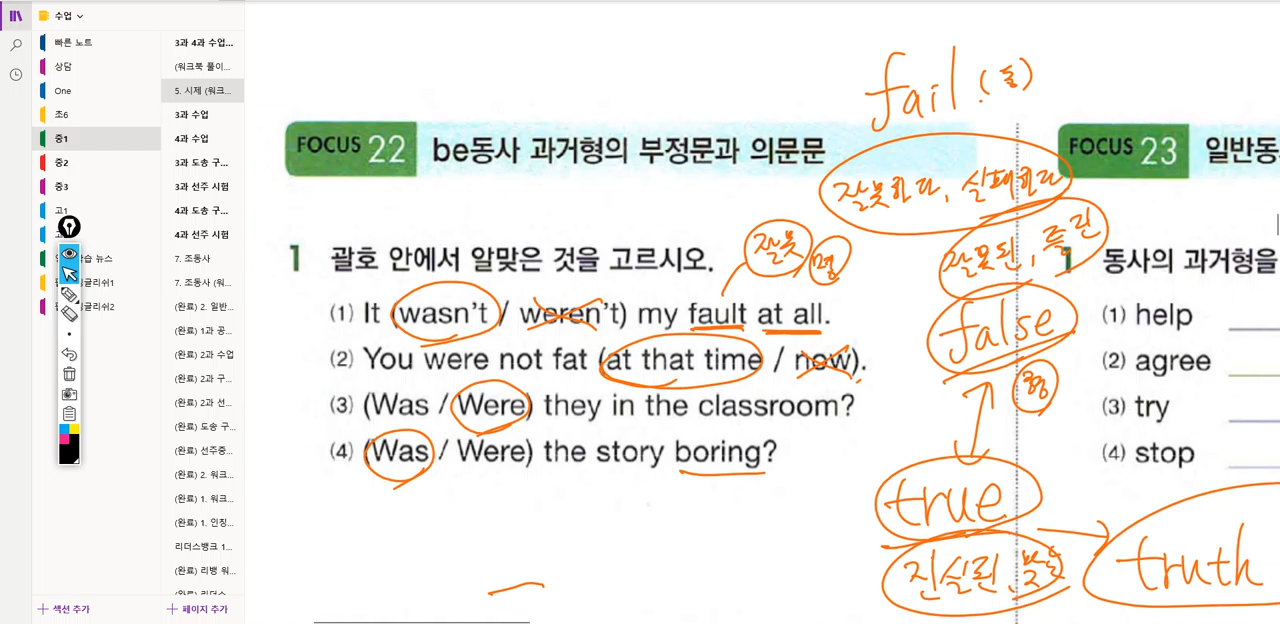 수업
빠른 노트
상담
One
초6
중1
중2
중3
고1
3과 4과 수업...
(워크북 풀이...
5. 시제 (워크...
3과 수업
4과 수업
3과 도송 구...
3과 선주 시험
4과 도송 구...
4과 선주 시험
7. 조동사
7. 조동사 (워...
(완료) 2. 일반...
(완료) 1과 공...
(완료) 2과 수업
(완료) 2과 구...
(완료) 2과 선...
(완료) 도송 구...
(완료) 선주중...
(완료) 2. 워크...
(완료) 1. 워크...
(완료) 1. 인칭...
리더스뱅크 1...
(완료) 리뱅 워...
(완료) 리더스
섹션 추가
페이지 추가
fail (동)
잘못한다, 실패한다
FOCUS 22 be동사 과거형의 부정문과 의문문
1 괄호 안에서 알맞은 것을 고르시오.
잘못 명
(1) It (wasn't / weren't) my fault at all.
(2) You were not fat (at that time / now).
(3) (Was / Were) they in the classroom?
(4) (Was / Were) the story boring?
잘못된, 틀린
false
형
true
진실된,
truth
FOCUS 23 일반동
1 동사의 과거형을
(1) help
(2) agree
(3) try
(4) stop